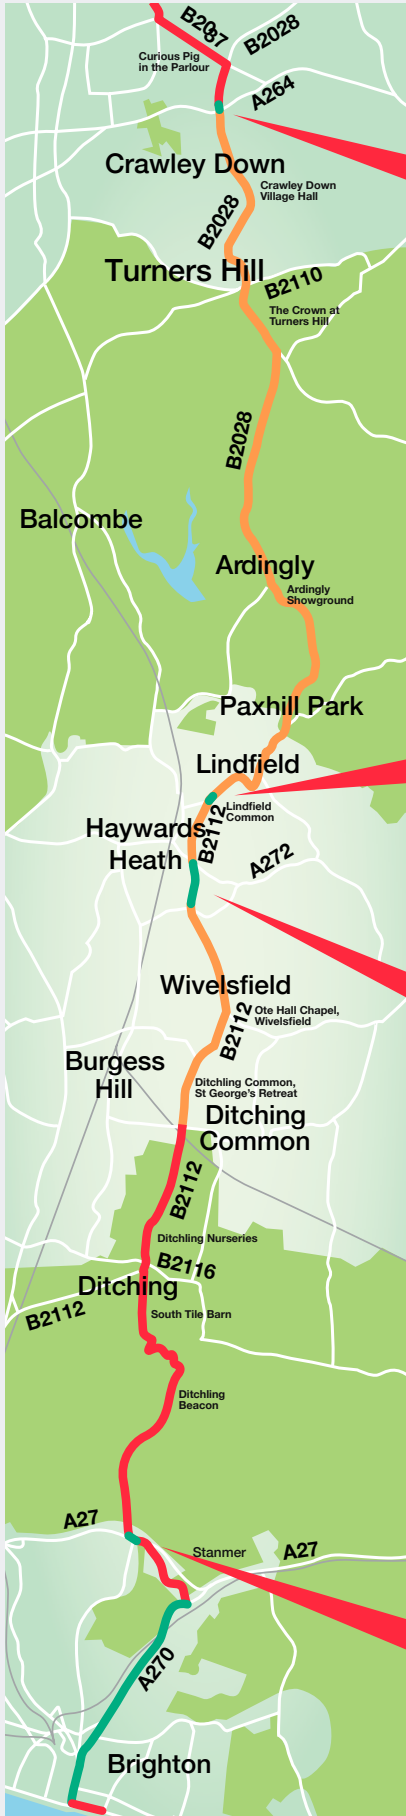 B2037
B2028
Curious Pig
in the Parlour
A264
Crawley Down
Crawley Down
Village Hall
B2028
Turners Hill
B2110
The Crown at
Turners Hill
B2028
Balcombe
Ardingly
Ardingly
Showground
Paxhill Park
Lindfield
Lindfield
Common
B2112
Haywards
Heath
A272
Wivelsfield
Ote Hall Chapel,
Wivelsfield
B2112
Burgess
Hill
Ditchling Common,
St George's Retreat
Ditching
Common
B2112
Ditchling Nurseries
B2116
Ditching
B2112
South Tile Barn
Ditchling
Beacon
A27
Stanmer
A27
A270
Brighton